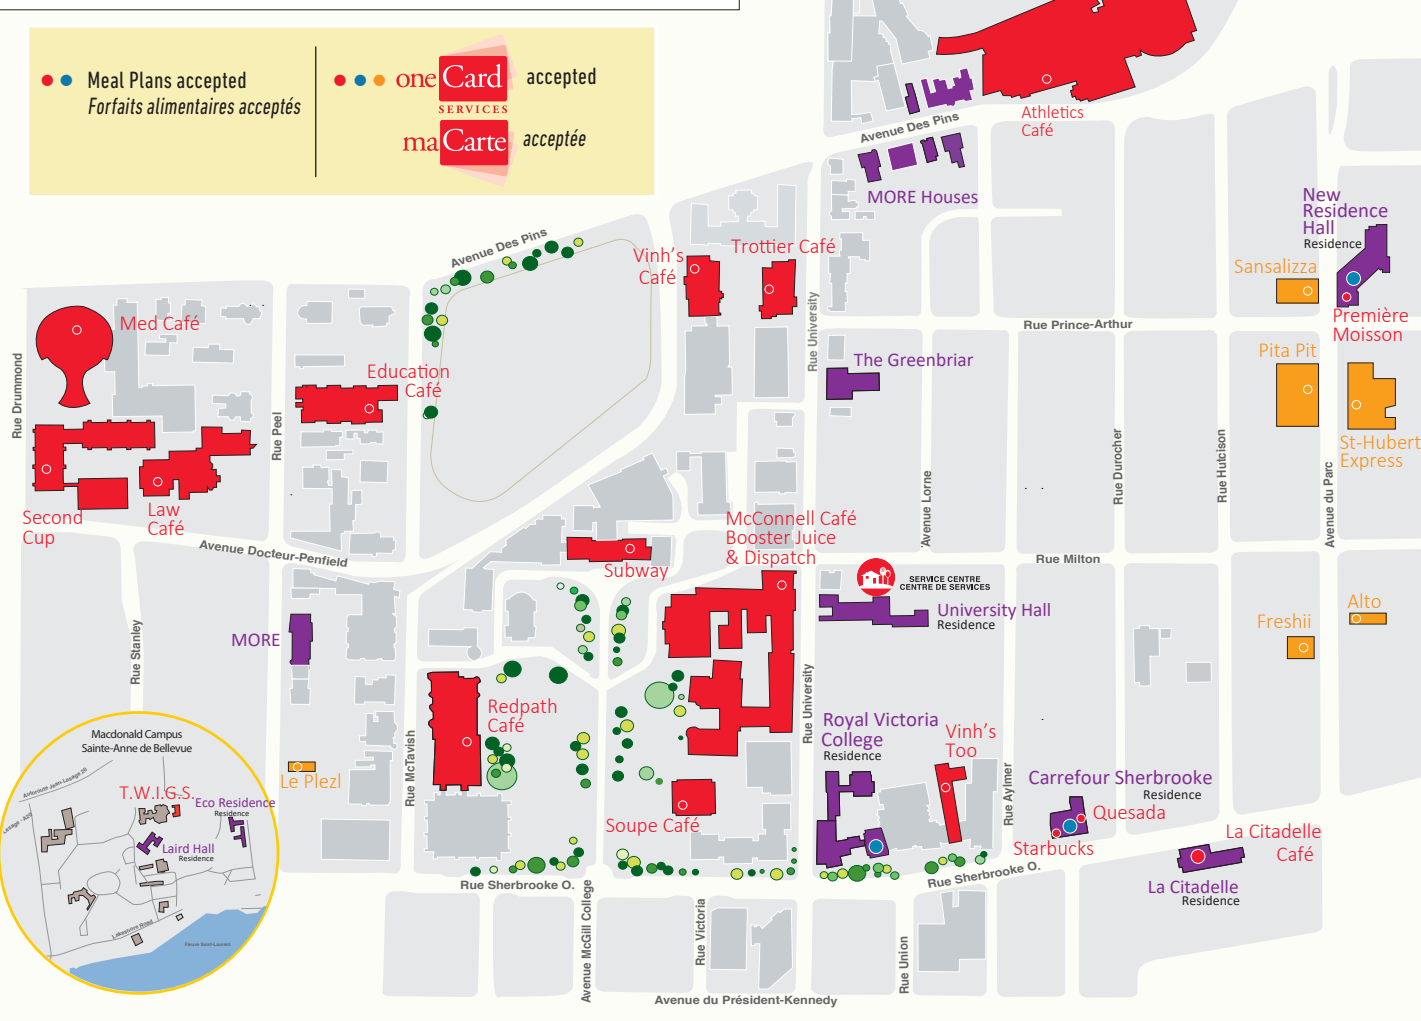 Meal Plans accepted
Forfaits alimentaires acceptés
oneCard accepted
SERVICES
maCarte acceptée
Athletics
Café
Avenue Des Pins
MORE Houses
New
Residence
Hall
Residence
Avenue Des Pins
Vinh's
Café
Trottier Café
Sansalizza
Première
Moisson
Med Café
Rue University
Rue Prince-Arthur
Rue Drummond
Education
Café
The Greenbriar
Pita Pit
Rue Peel
St-Hubert
Express
Second
Cup
Law
Café
Avenue Lorne
Rue Durocher
Rue Hutcison
Avenue du Parc
McConnell Café
Booster Juice
& Dispatch
Avenue Docteur-Penfield
Subway
Rue Milton
SERVICE CENTRE
CENTRE DE SERVICES
University Hall
Residence
Alto
Freshii
MORE
Rue Stanley
Rue University
Redpath
Café
Royal Victoria
College
Residence
Vinh's
Too
Rue McTavish
Le Plezl
Macdonald Campus
Sainte-Anne de Bellevue
T.W.I.G.S.
Eco Residence
Residence
Laird Hall
Residence
Lakeshore Road
Fleuve Saint-Laurent
Soupe Café
Rue Aylmer
Carrefour Sherbrooke
Residence
Quesada
Starbucks
La Citadelle
Café
La Citadelle
Residence
Rue Sherbrooke O.
Rue Sherbrooke O.
Avenue McGill College
Rue Victoria
Rue Union
Avenue du Président-Kennedy